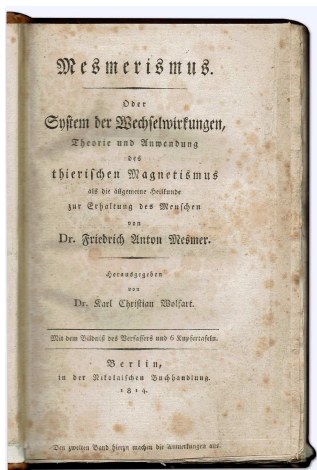 Mesmerismus.
Oder
System der Wechselwirkungen,
Theorie und Anwendung
des
thierischen Magnetismus
als die allgemeine Heilkunde
zur Erhaltung des Menschen
von
Dr. Friedrich Anton Mesmer.
Herausgegeben
von
Dr. Karl Christian Wolfart.
Mit dem Bildniß des Verfassers und 6 Kupfertafeln.
Berlin,
in der Nikolaischen Buchhandlung.
1814.
Den zweiten Band hierzu machen die Anmerkungen aus.